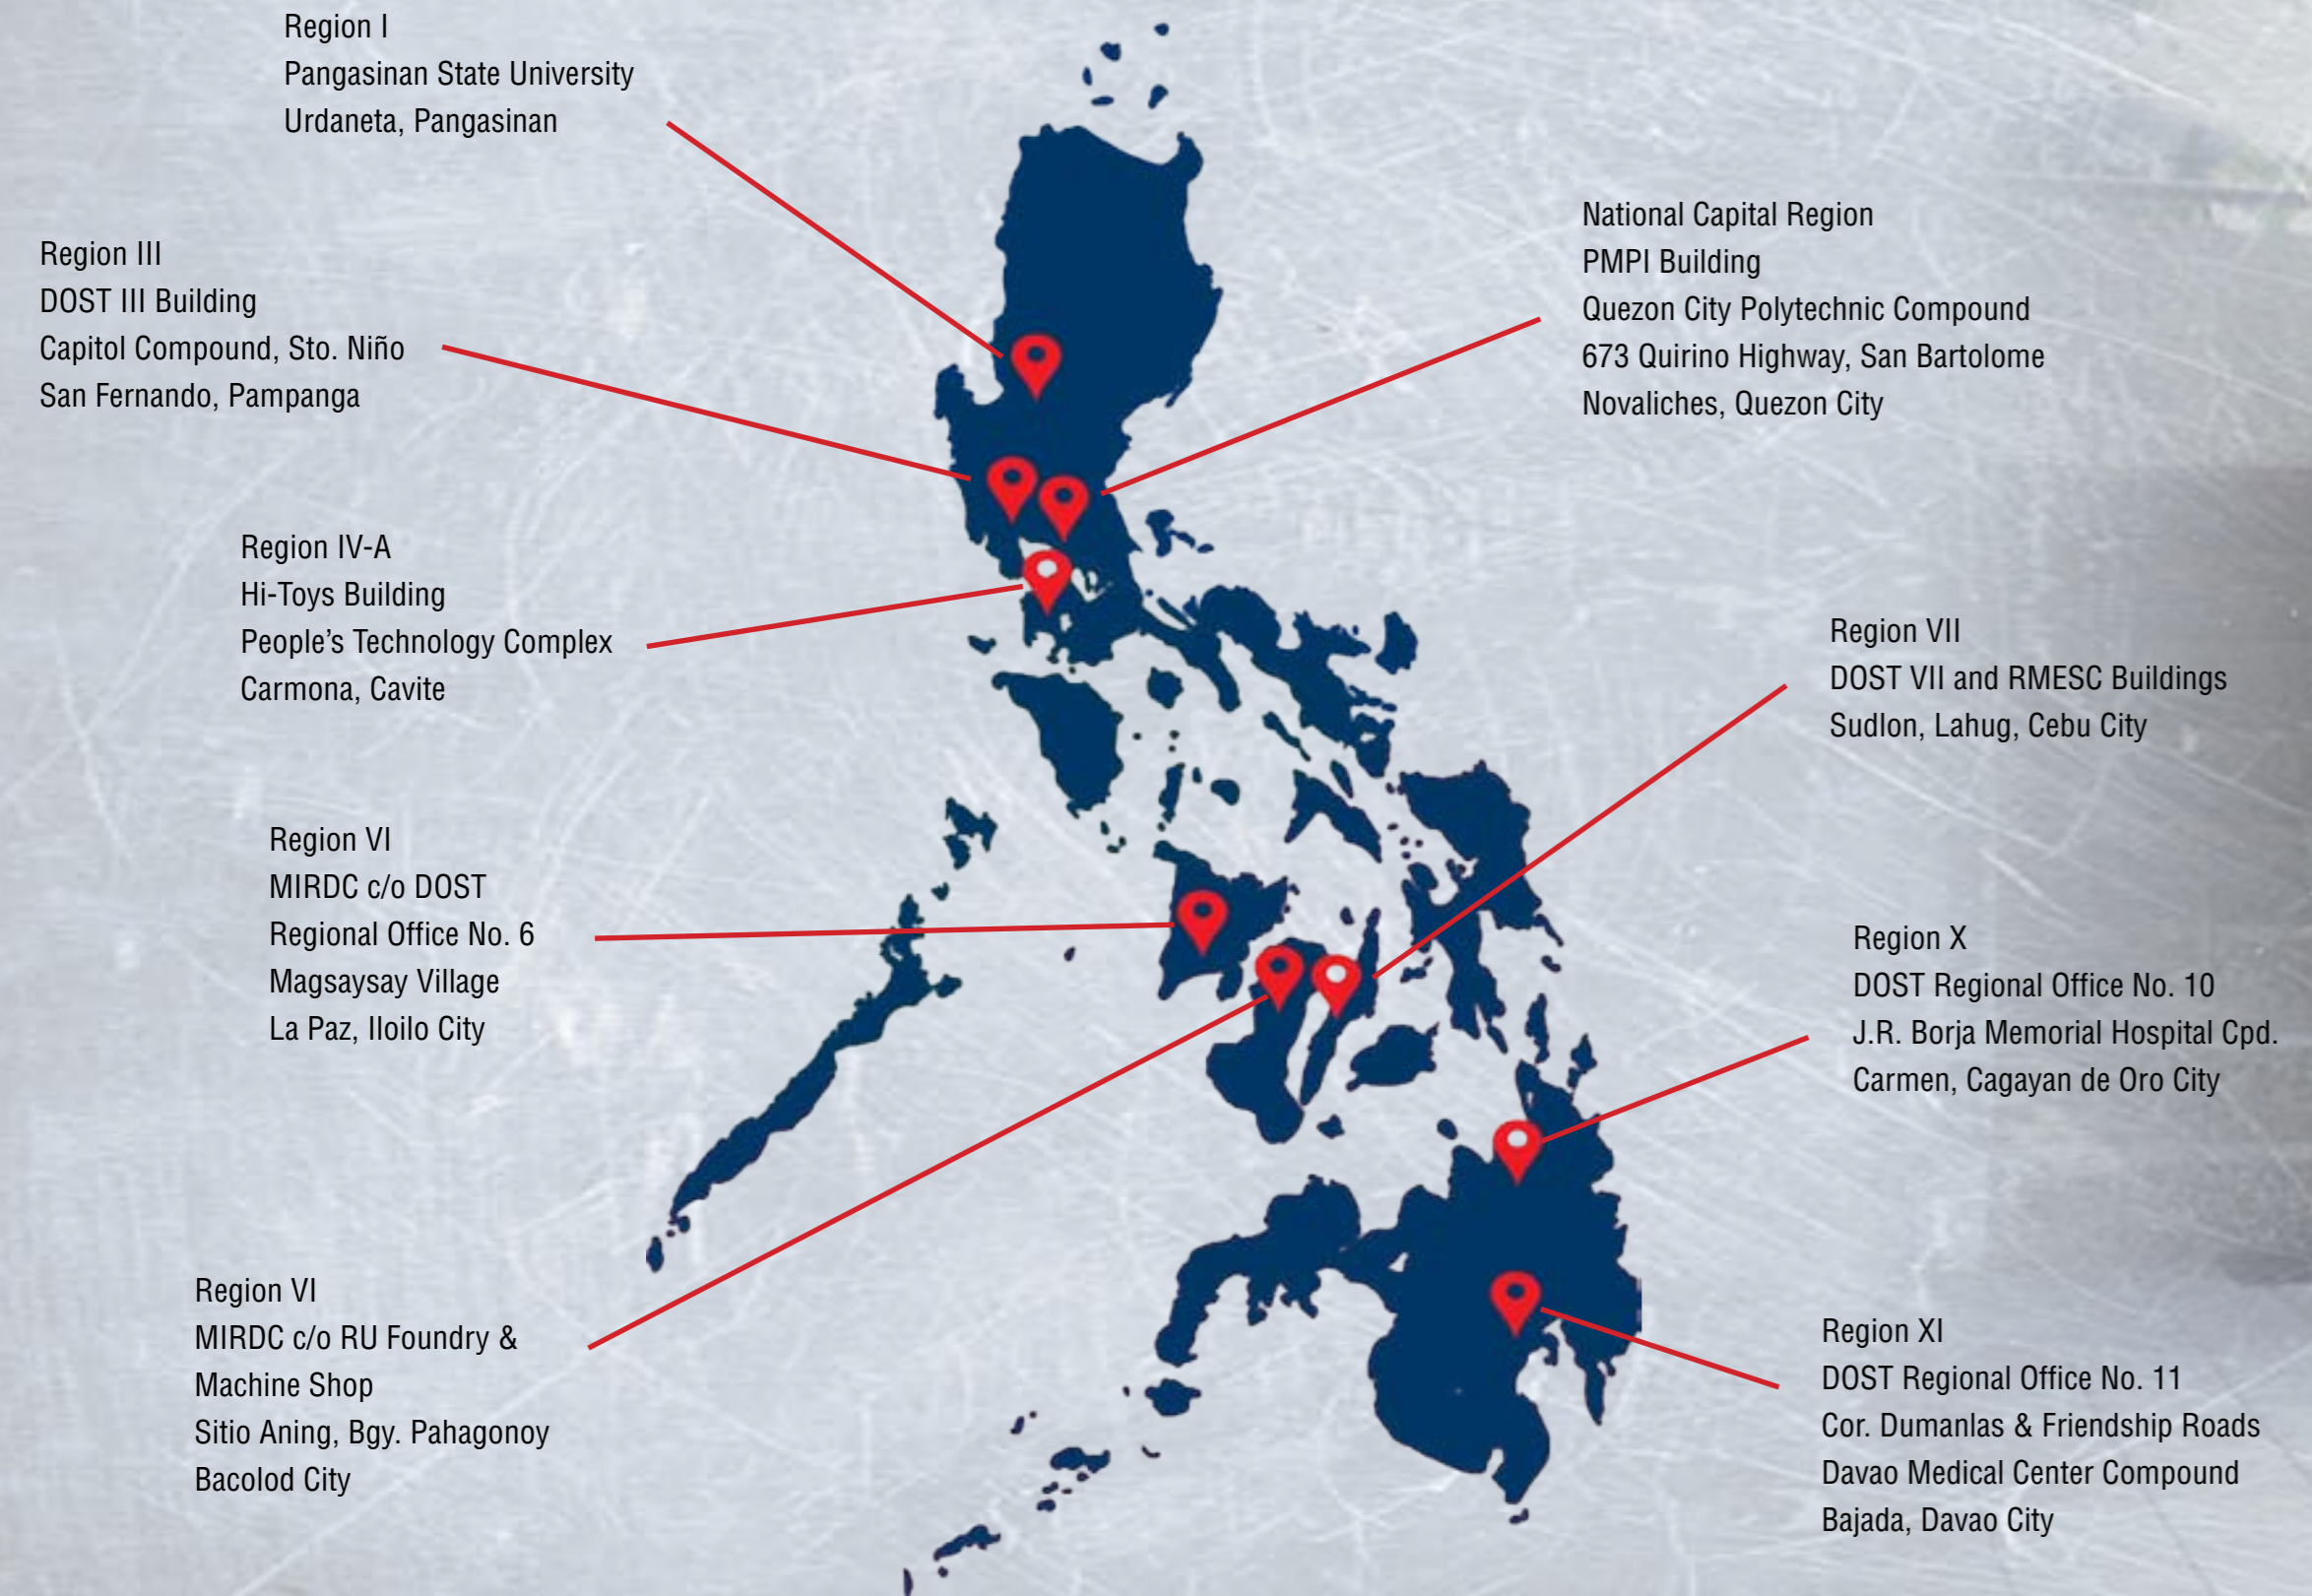 Region I
Pangasinan State University
Urdaneta, Pangasinan
Region III
DOST III Building
Capitol Compound, Sto. Niño
San Fernando, Pampanga
National Capital Region
PMPI Building
Quezon City Polytechnic Compound
673 Quirino Highway, San Bartolome
Novaliches, Quezon City
Region IV-A
Hi-Toys Building
People’s Technology Complex
Carmona, Cavite
Region VII
DOST VII and RMESC Buildings
Sudlon, Lahug, Cebu City
Region VI
MIRDC c/o DOST
Regional Office No. 6
Magsaysay Village
La Paz, Iloilo City
Region X
DOST Regional Office No. 10
J.R. Borja Memorial Hospital Cpd.
Carmen, Cagayan de Oro City
Region VI
MIRDC c/o RU Foundry &
Machine Shop
Sitio Aning, Bgy. Pahagonoy
Bacolod City
Region XI
DOST Regional Office No. 11
Cor. Dumanlas & Friendship Roads
Davao Medical Center Compound
Bajada, Davao City